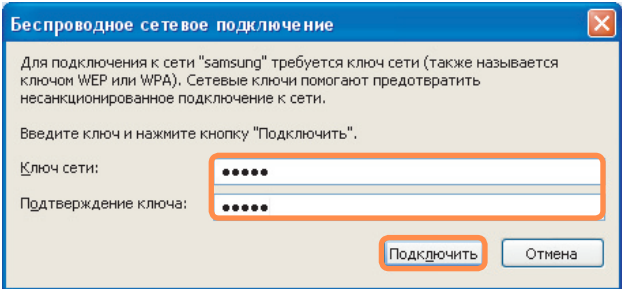 Беспроводное сетевое подключение
Для подключения к сети "samsung" требуется ключ сети (также называется
ключом WEP или WPA). Сетевые ключи помогают предотвратить
несанкционированное подключение к сети.
Введите ключ и нажмите кнопку "Подключить".
Ключ сети: •••••
Подтверждение ключа: •••••
Подключить Отмена